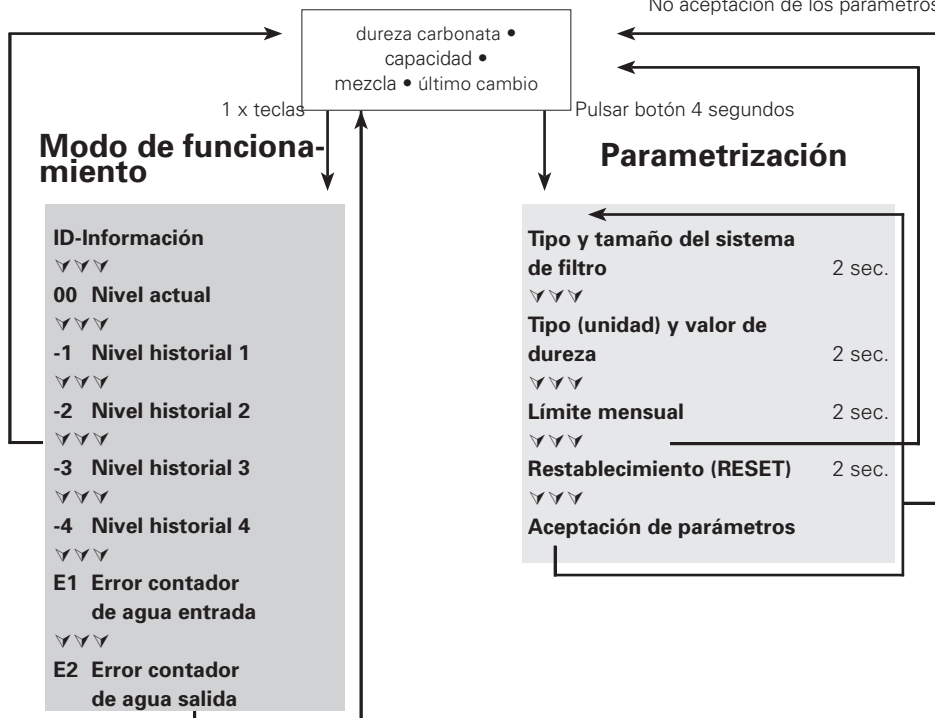 No aceptación de los parámetros
dureza carbonata •
capacidad •
mezcla • último cambio
1 x teclas
Pulsar botón 4 segundos
Modo de funciona-
miento
Parametrización
ID-Información
00 Nivel actual
-1 Nivel historial 1
-2 Nivel historial 2
-3 Nivel historial 3
-4 Nivel historial 4
E1 Error contador
de agua entrada
E2 Error contador
de agua salida
Tipo y tamaño del sistema
de filtro 2 sec.
Tipo (unidad) y valor de
dureza 2 sec.
Límite mensual 2 sec.
Restablecimiento (RESET) 2 sec.
Aceptación de parámetros